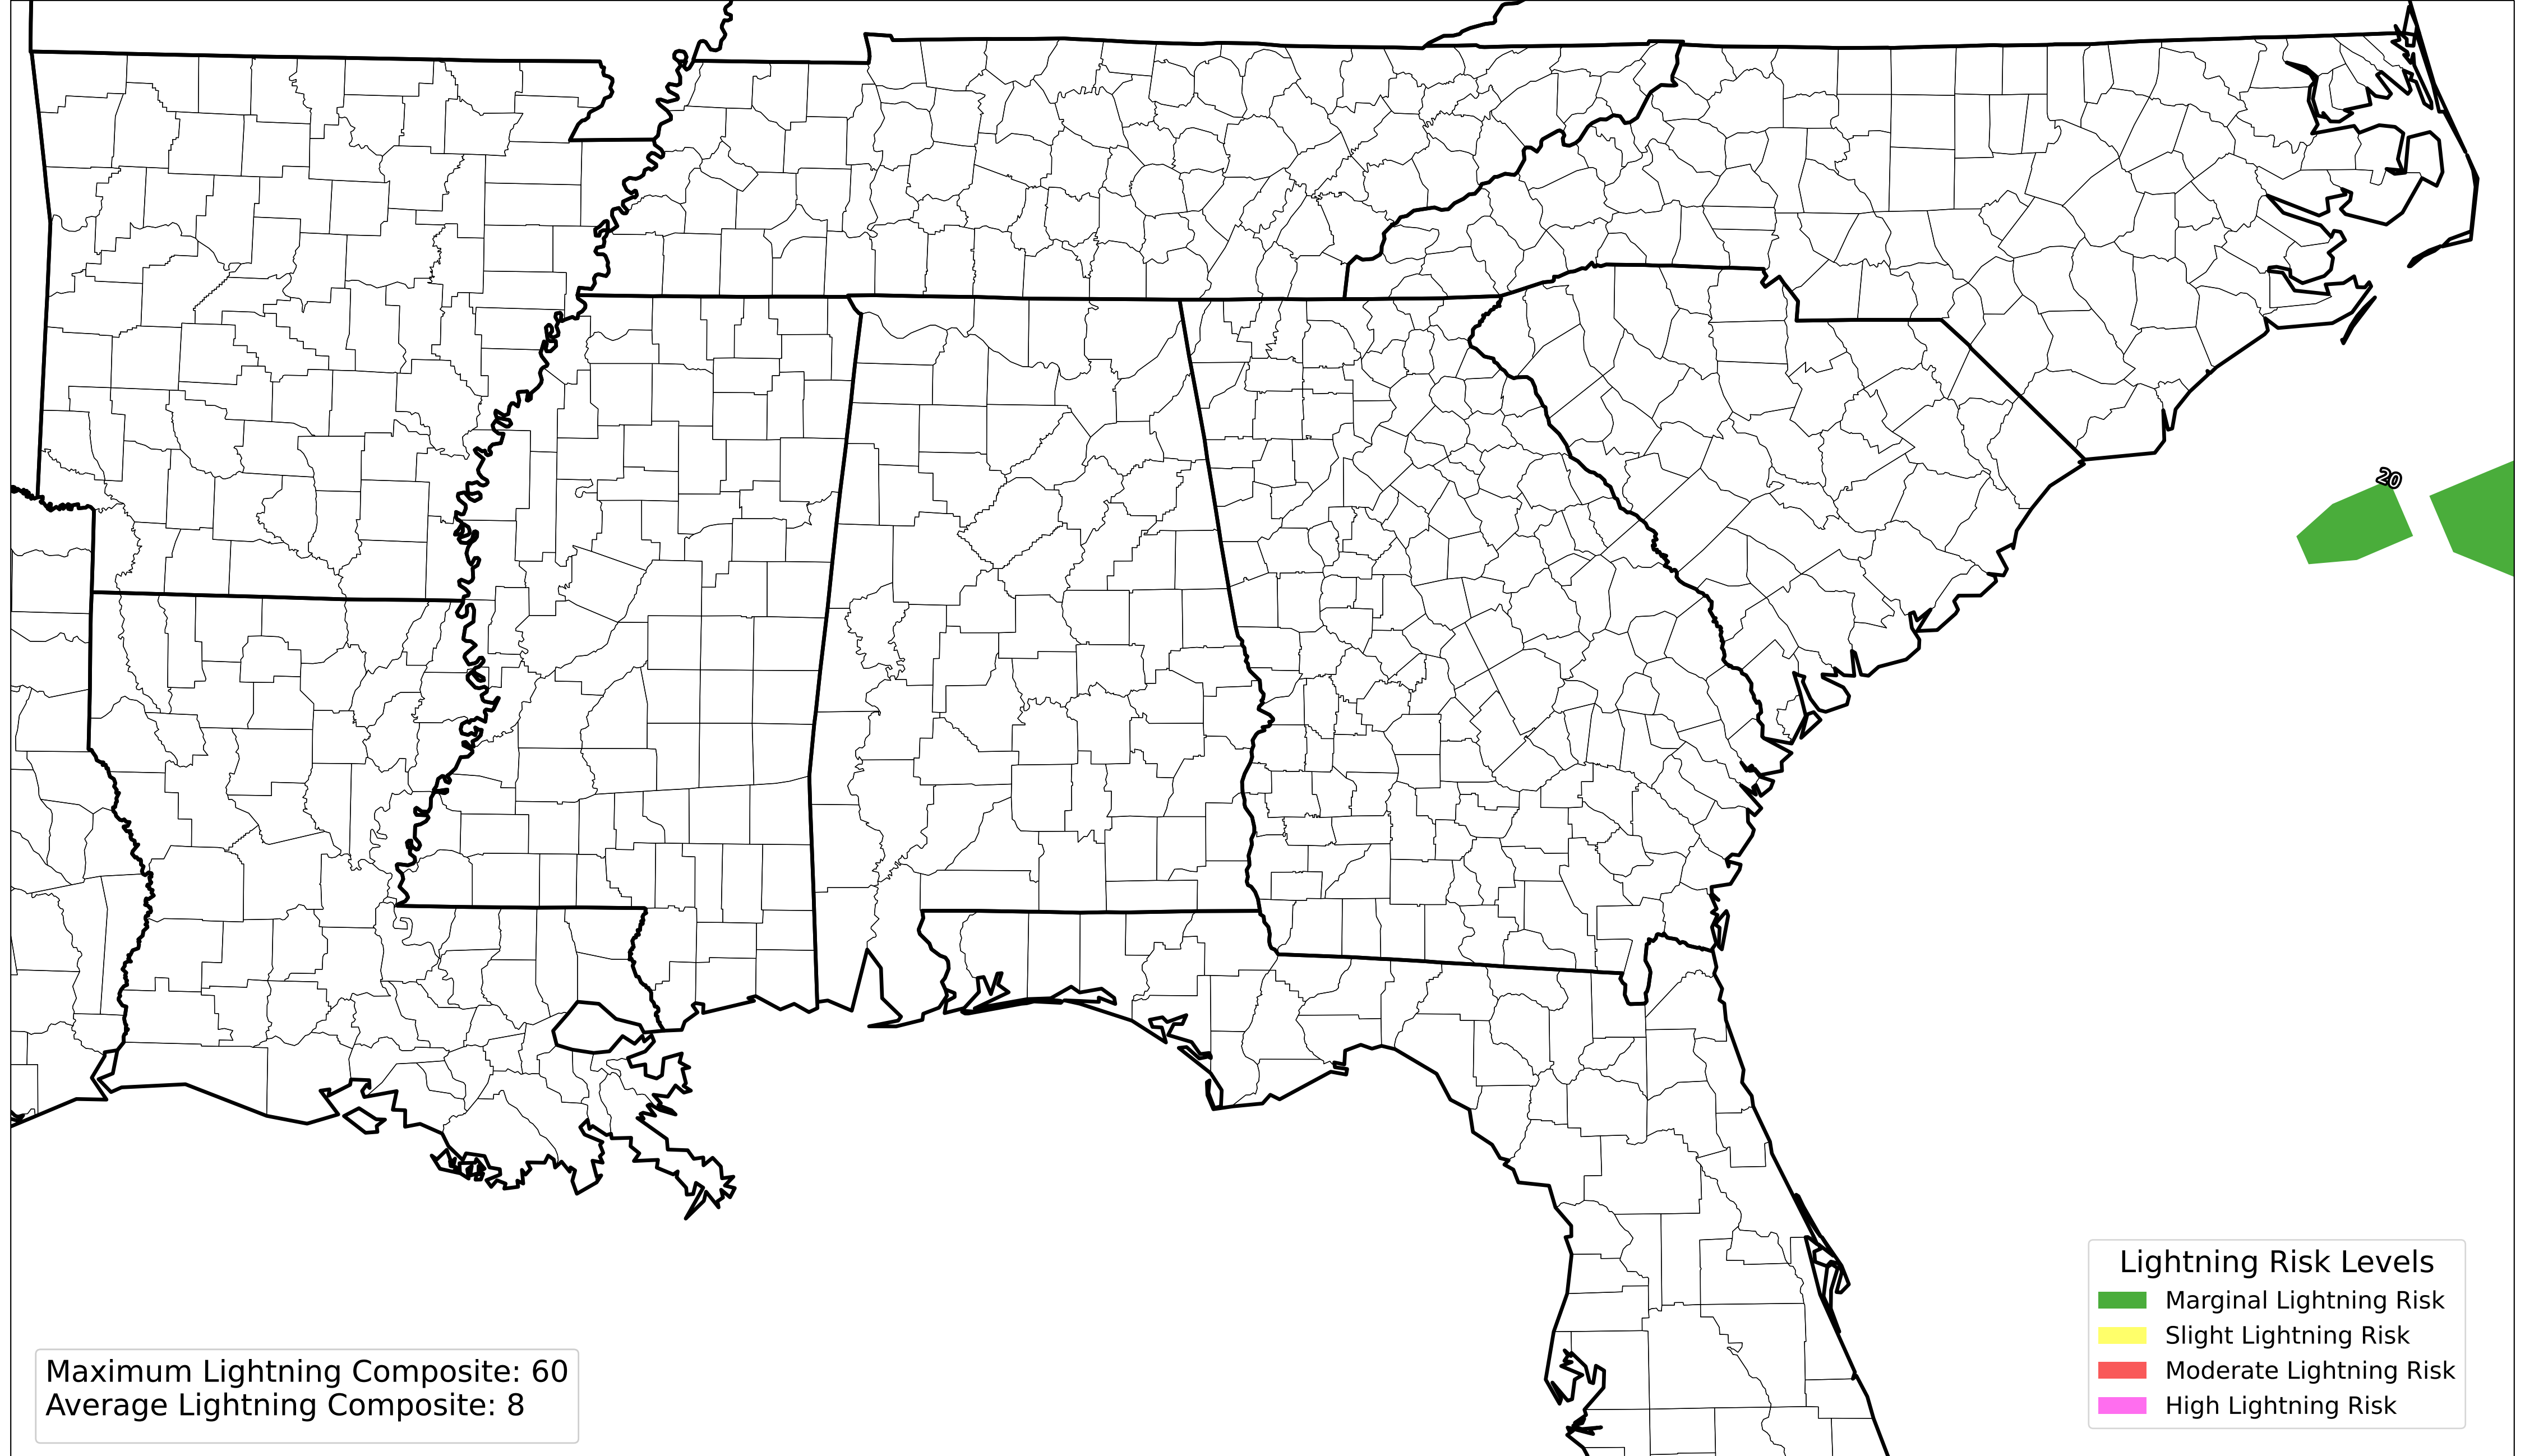 20
Lightning Risk Levels
Marginal Lightning Risk
Slight Lightning Risk
Moderate Lightning Risk
High Lightning Risk
Maximum Lightning Composite: 60
Average Lightning Composite: 8